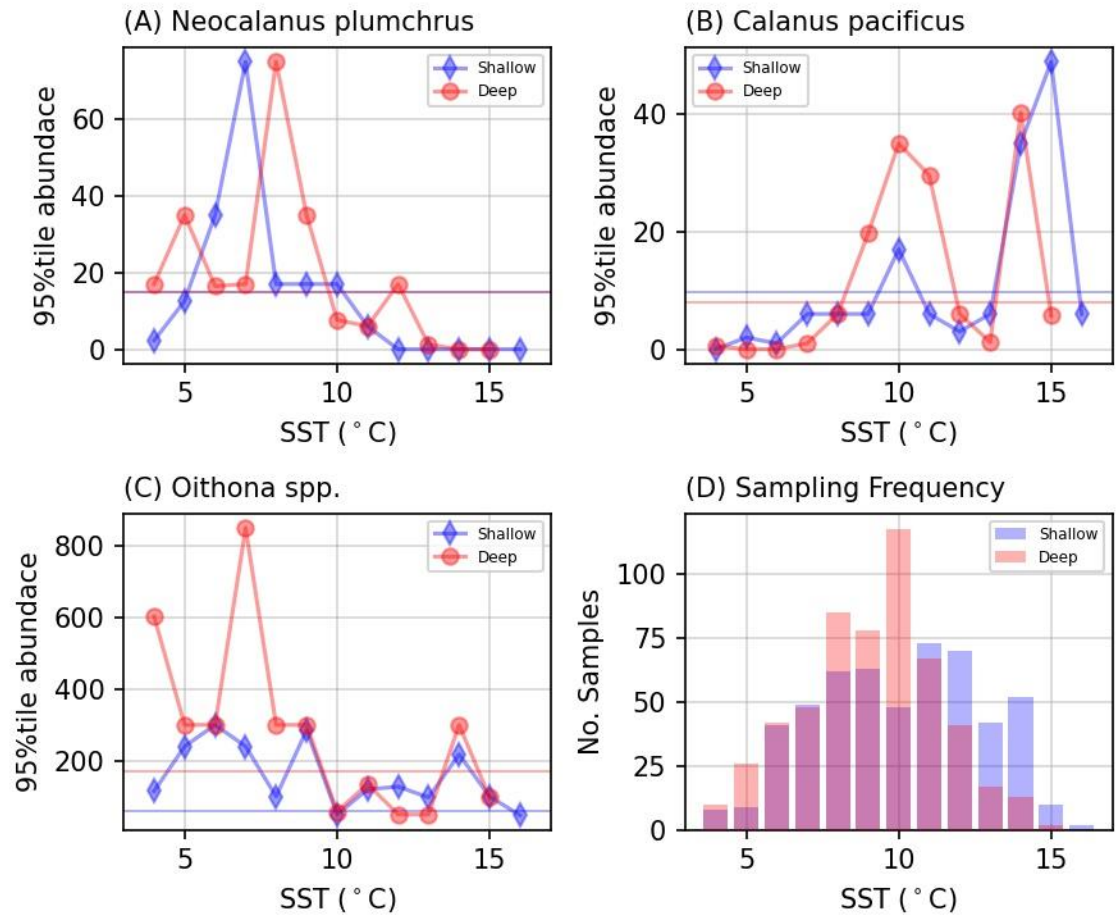 (A) Neocalanus plumchrus
95%tile abundace
60
40
20
0
5
10
15
SST (°C)
Shallow
Deep
(B) Calanus pacificus
95%tile abundace
40
20
0
5
10
15
SST (°C)
Shallow
Deep
(C) Oithona spp.
95%tile abundace
800
600
400
200
5
10
15
SST (°C)
Shallow
Deep
(D) Sampling Frequency
No. Samples
100
75
50
25
0
5
10
15
SST (°C)
Shallow
Deep